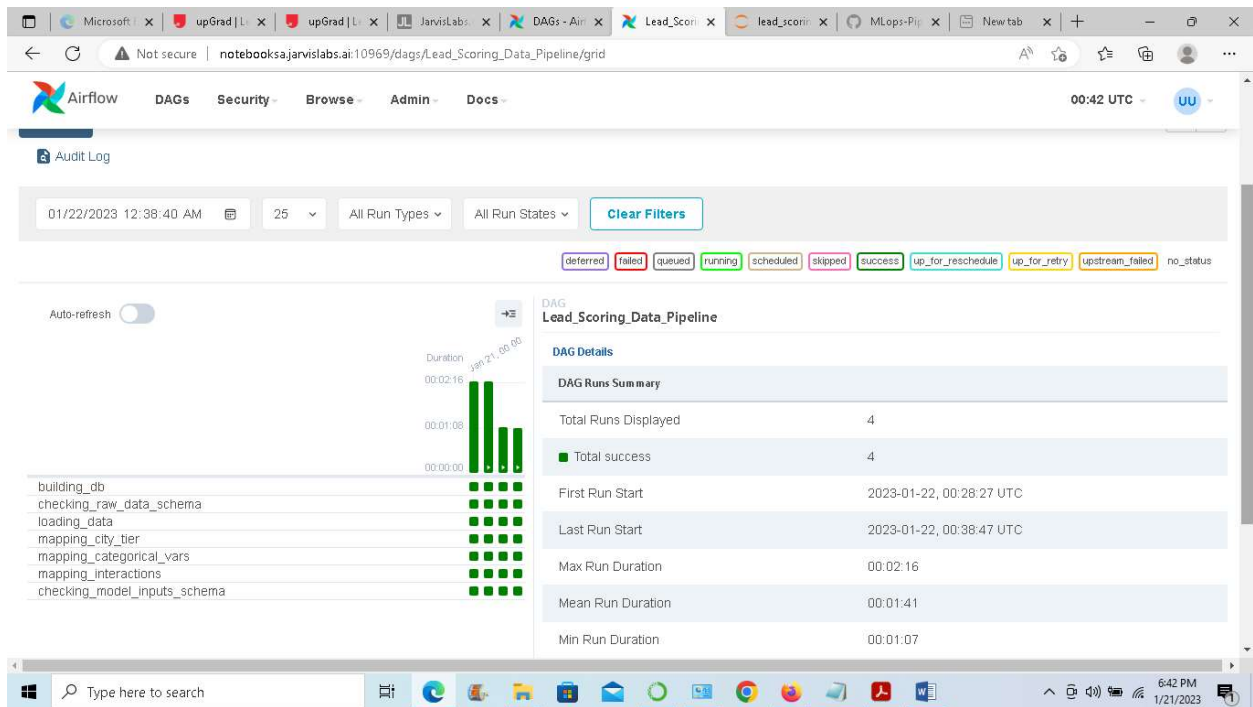 Microsoft
upGrad | L
upGrad | L
JL JarvisLabs.
DAGs - Air
Lead_Scori
lead_scorin
MLops-Pip
New tab
Not secure | notebooksa.jarvislabs.ai:10969/dags/Lead_Scoring_Data_Pipeline/grid
Airflow DAGs Security Browse Admin Docs 00:42 UTC UU
Audit Log
01/22/2023 12:38:40 AM 25 All Run Types All Run States Clear Filters
deferred failed queued running scheduled skipped success up_for_reschedule up_for_retry upstream_failed no_status
Auto-refresh
Duration
Jan 21, 00:00
00:02:16
00:01:08
00:00:00
building_db
checking_raw_data_schema
loading_data
mapping_city_tier
mapping_categorical_vars
mapping_interactions
checking_model_inputs_schema
DAG
Lead_Scoring_Data_Pipeline
DAG Details
DAG Runs Summary
Total Runs Displayed 4
Total success 4
First Run Start 2023-01-22, 00:28:27 UTC
Last Run Start 2023-01-22, 00:38:47 UTC
Max Run Duration 00:02:16
Mean Run Duration 00:01:41
Min Run Duration 00:01:07
Type here to search
6:42 PM
1/21/2023